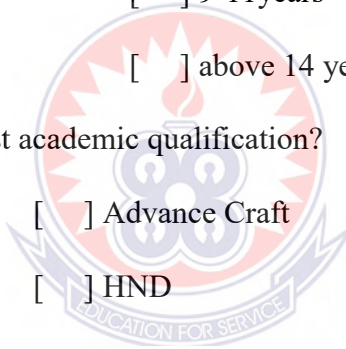 [ ] 9-11years
[ ] above 14 ye
t academic qualification?
[ ] Advance Craft
[ ] HND
EDUCATION FOR SERVICE